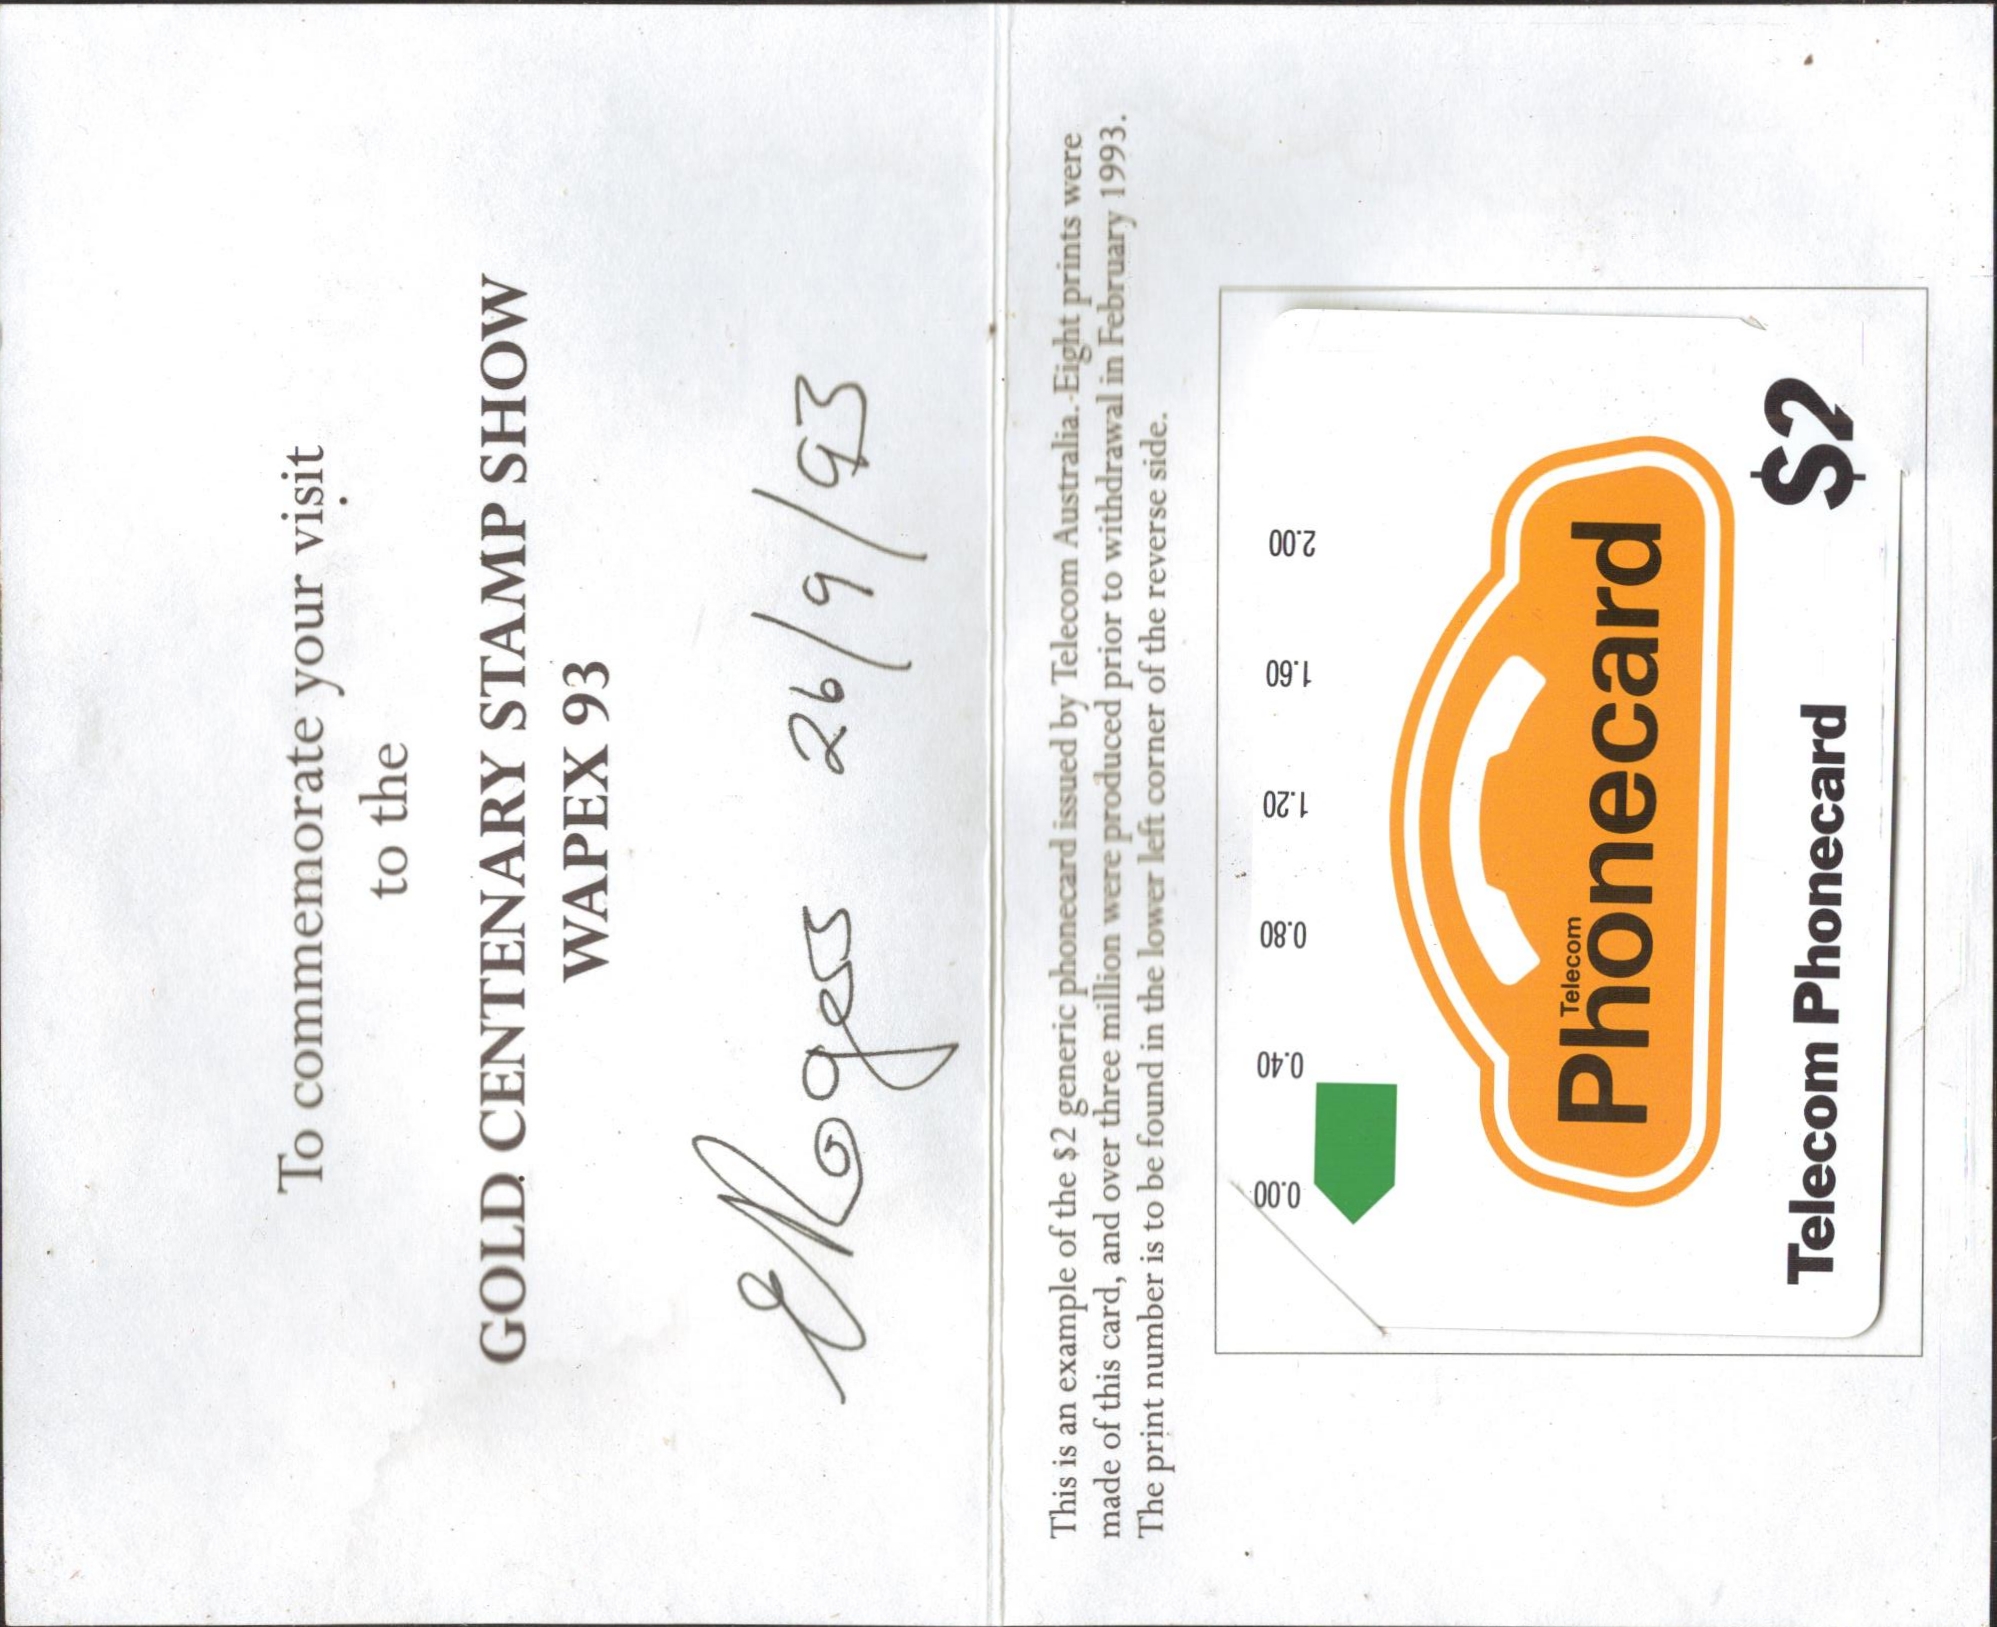 To commemorate your visit
to the
GOLD CENTENARY STAMP SHOW
WAPEX 93
26/9/93
This is an example of the $2 generic phonecard issued by Telecom Australia. Eight prints were
made of this card, and over three million were produced prior to withdrawal in February 1993.
The print number is to be found in the lower left corner of the reverse side.
0.00 0.40 0.80 1.20 1.60 2.00
Telecom
Phonecard
Telecom Phonecard $2